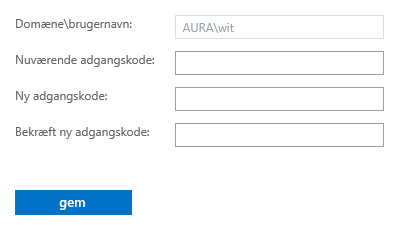 Domæne\brugernavn: AURA\wit
Nuværende adgangskode:
Ny adgangskode:
Bekræft ny adgangskode:
gem